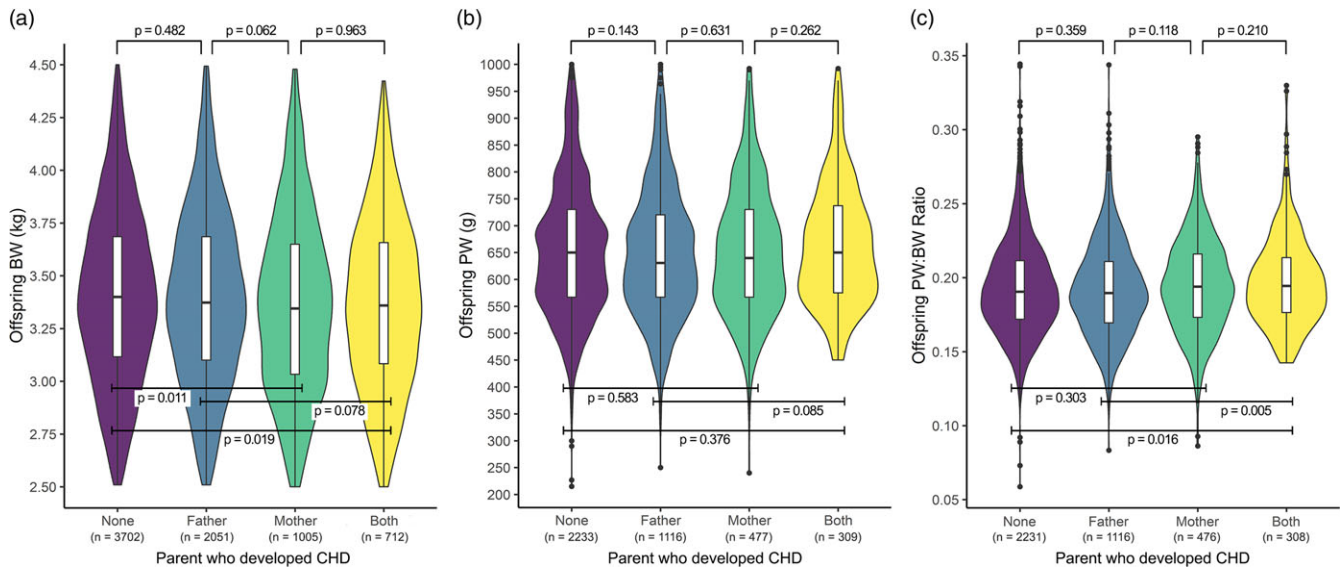 (a)
p = 0.482
p = 0.062
p = 0.963
Offspring BW (kg)
4.50
4.25
4.00
3.75
3.50
3.25
3.00
2.75
2.50
p = 0.011
p = 0.078
p = 0.019
None
Father
Mother
Both
(n = 3702)
(n = 2051)
(n = 1005)
(n = 712)
Parent who developed CHD
(b)
p = 0.143
p = 0.631
p = 0.262
Offspring PW (g)
1000
950
900
850
800
750
700
650
600
550
500
450
400
350
300
250
200
p = 0.583
p = 0.085
p = 0.376
None
Father
Mother
Both
(n = 2233)
(n = 1116)
(n = 477)
(n = 309)
Parent who developed CHD
(c)
p = 0.359
p = 0.118
p = 0.210
Offspring PW:BW Ratio
0.35
0.30
0.25
0.20
0.15
0.10
0.05
p = 0.303
p = 0.005
p = 0.016
None
Father
Mother
Both
(n = 2231)
(n = 1116)
(n = 476)
(n = 308)
Parent who developed CHD